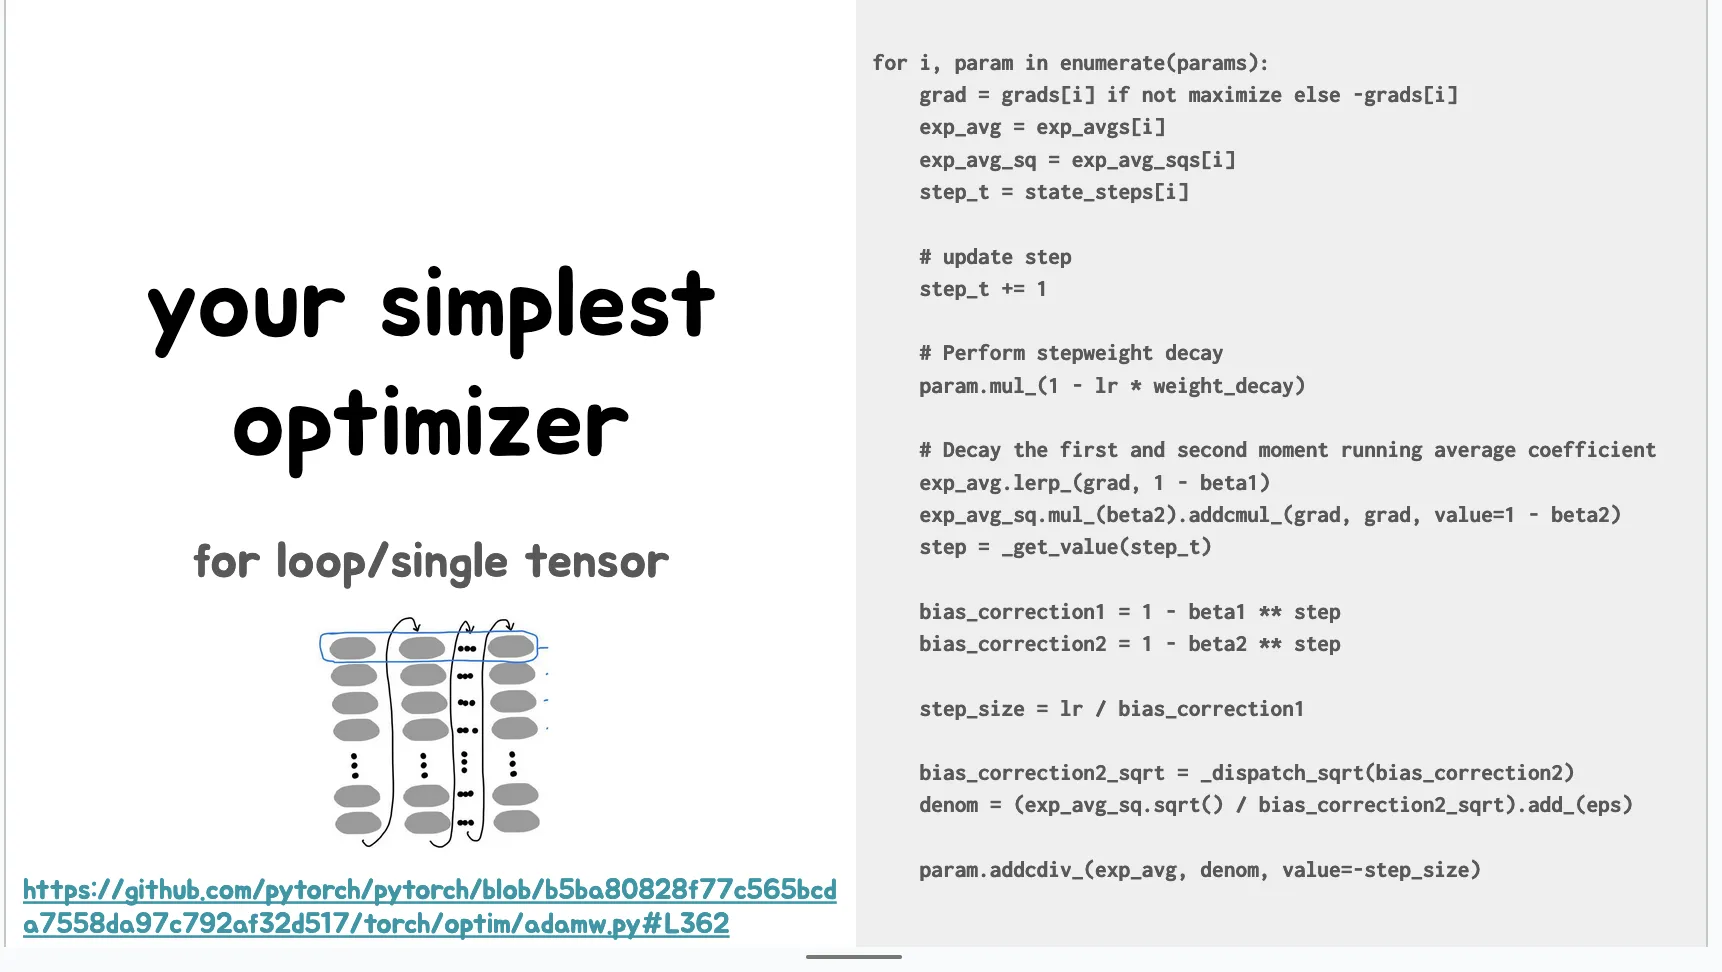 your simplest
optimizer
for loop/single tensor
https://github.com/pytorch/pytorch/blob/b5ba80828f77c565bcd
a7558da97c792af32d517/torch/optim/adamw.py#L362
for i, param in enumerate(params):
    grad = grads[i] if not maximize else -grads[i]
    exp_avg = exp_avgs[i]
    exp_avg_sq = exp_avg_sqs[i]
    step_t = state_steps[i]
    # update step
    step_t += 1
    # Perform stepweight decay
    param.mul_(1 - lr * weight_decay)
    # Decay the first and second moment running average coefficient
    exp_avg.lerp_(grad, 1 - beta1)
    exp_avg_sq.mul_(beta2).addcmul_(grad, grad, value=1 - beta2)
    step = _get_value(step_t)
    bias_correction1 = 1 - beta1 ** step
    bias_correction2 = 1 - beta2 ** step
    step_size = lr / bias_correction1
    bias_correction2_sqrt = _dispatch_sqrt(bias_correction2)
    denom = (exp_avg_sq.sqrt() / bias_correction2_sqrt).add_(eps)
    param.addcdiv_(exp_avg, denom, value=-step_size)